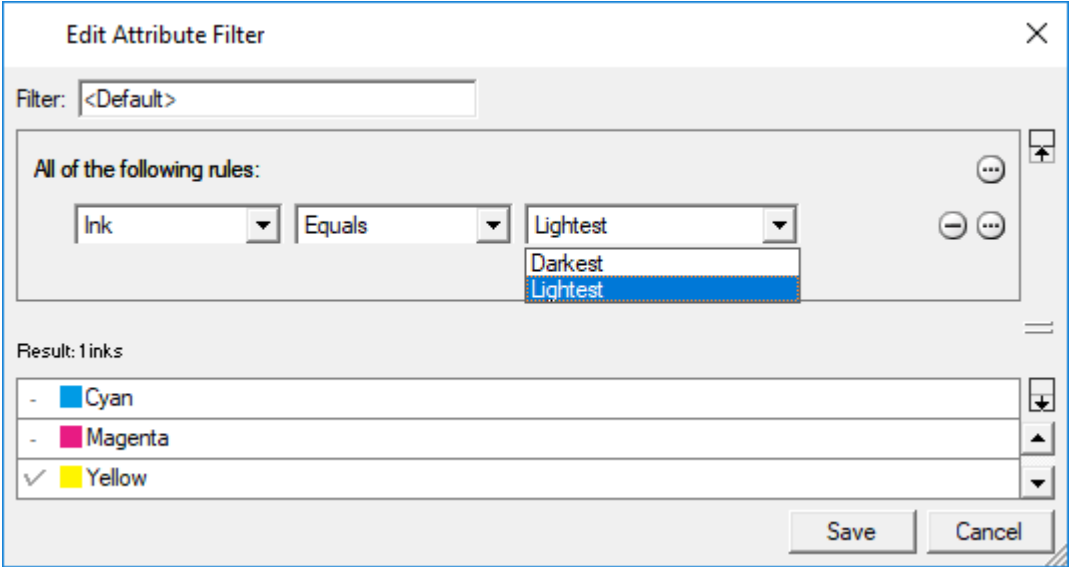 Edit Attribute Filter
Filter: <Default>
All of the following rules:
Ink Equals Lightest
Darkest
Lightest
Result: 1 inks
- Cyan
- Magenta
Yellow
Save Cancel